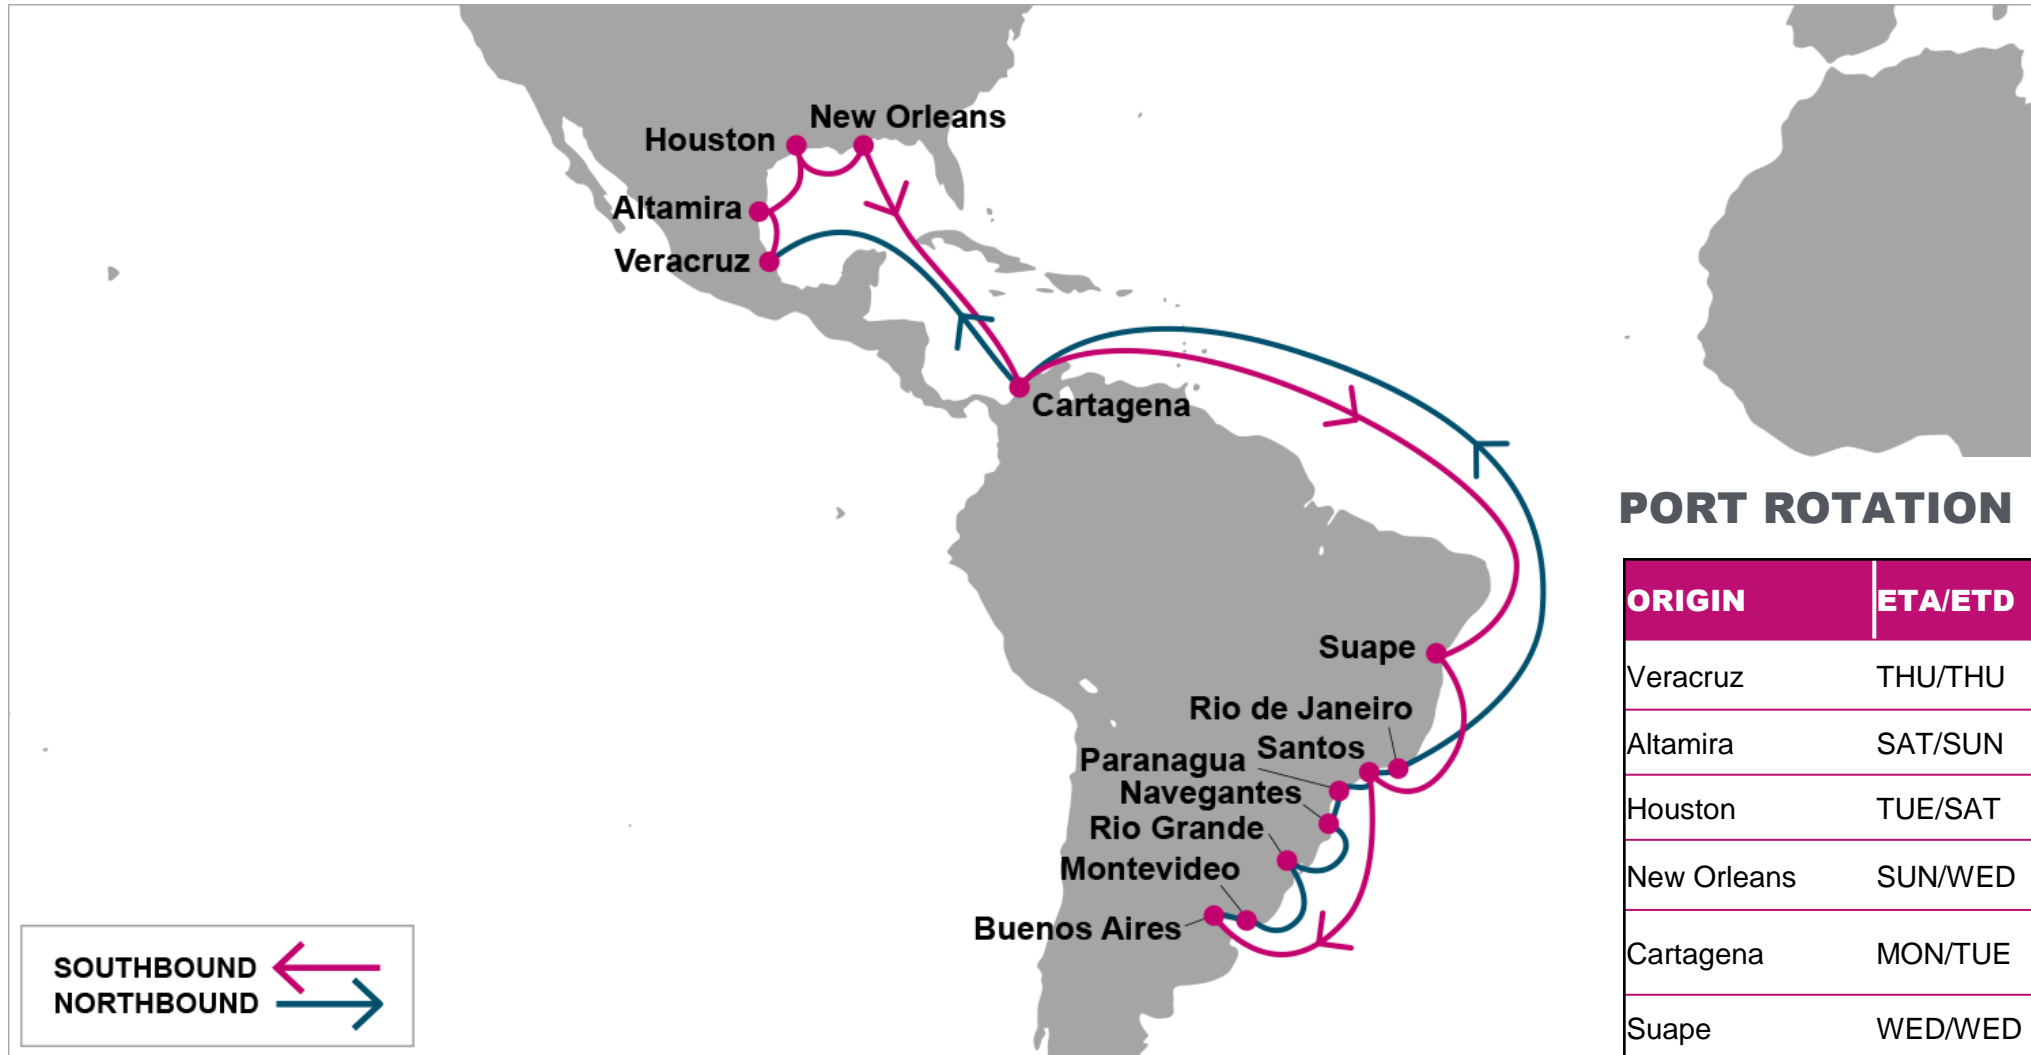 New Orleans
Houston
Altamira
Veracruz
Cartagena
Suape
Rio de Janeiro
Santos
Paranagua
Navegantes
Rio Grande
Montevideo
Buenos Aires
SOUTHBOUND
NORTHBOUND
PORT ROTATION
ORIGIN ETA/ETD
Veracruz THU/THU
Altamira SAT/SUN
Houston TUE/SAT
New Orleans SUN/WED
Cartagena MON/TUE
Suape WED/WED